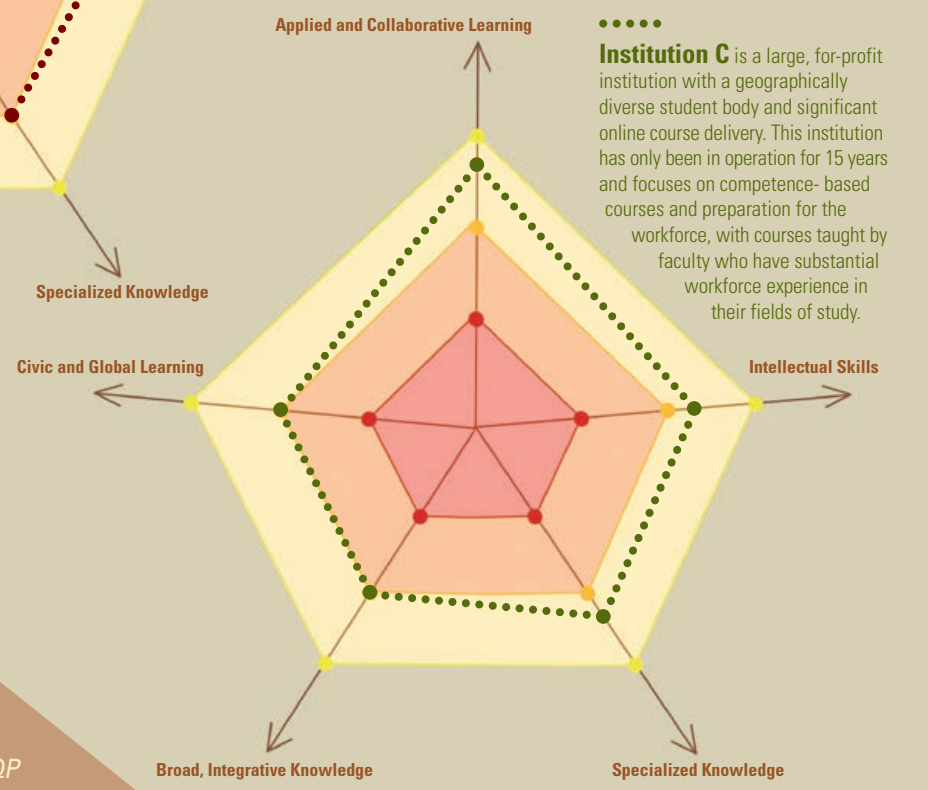 Applied and Collaborative Learning
Institution C is a large, for-profit
institution with a geographically
diverse student body and significant
online course delivery. This institution
has only been in operation for 15 years
and focuses on competence- based
courses and preparation for the
workforce, with courses taught by
faculty who have substantial
workforce experience in
their fields of study.
Specialized Knowledge
Civic and Global Learning
Intellectual Skills
Broad, Integrative Knowledge
Specialized Knowledge